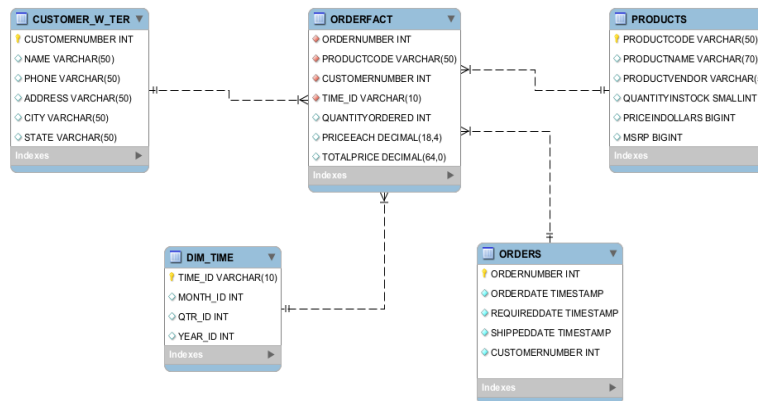 CUSTOMER_W_TER
CUSTOMERNUMBER INT
NAME VARCHAR(50)
PHONE VARCHAR(50)
ADDRESS VARCHAR(50)
CITY VARCHAR(50)
STATE VARCHAR(50)
Indexes
ORDERFACT
ORDERNUMBER INT
PRODUCTCODE VARCHAR(50)
CUSTOMERNUMBER INT
TIME_ID VARCHAR(10)
QUANTITYORDERED INT
PRICEEACH DECIMAL(18,4)
TOTALPRICE DECIMAL(64,0)
Indexes
PRODUCTS
PRODUCTCODE VARCHAR(50)
PRODUCTNAME VARCHAR(70)
PRODUCTVENDOR VARCHAR(
QUANTITYINSTOCK SMALLINT
PRICEINDOLLARS BIGINT
MSRP BIGINT
Indexes
DIM_TIME
TIME_ID VARCHAR(10)
MONTH_ID INT
QTR_ID INT
YEAR_ID INT
Indexes
ORDERS
ORDERNUMBER INT
ORDERDATE TIMESTAMP
REQUIREDDATE TIMESTAMP
SHIPPEDDATE TIMESTAMP
CUSTOMERNUMBER INT
Indexes